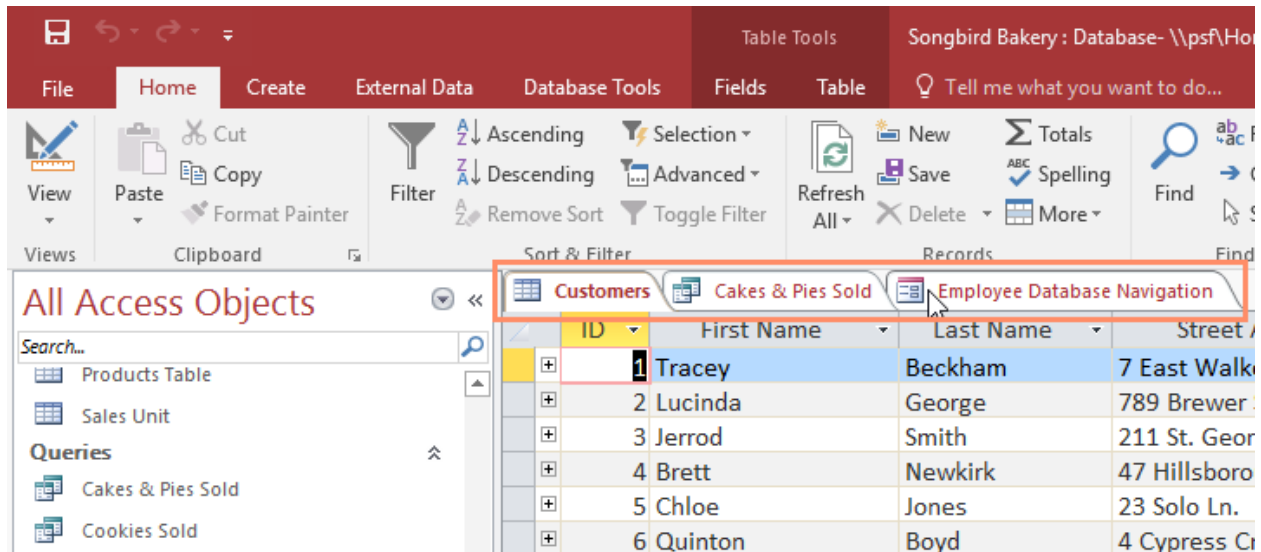 Table Tools
Songbird Bakery : Database- \\psf\Ho
File
Home
Create
External Data
Database Tools
Fields
Table
Tell me what you want to do...
View
Paste
Cut
Copy
Format Painter
Filter
Ascending
Descending
Remove Sort
Selection
Advanced
Toggle Filter
Refresh
All
New
Save
Delete
Totals
ABC
Spelling
More
Find
Views
Clipboard
Sort & Filter
Records
Find
All Access Objects
Search...
Products Table
Sales Unit
Queries
Cakes & Pies Sold
Cookies Sold
Customers
Cakes & Pies Sold
Employee Database Navigation
ID First Name Last Name Street
1 Tracey Beckham 7 East Walk
2 Lucinda George 789 Brewer
3 Jerrod Smith 211 St. Geor
4 Brett Newkirk 47 Hillsboro
5 Chloe Jones 23 Solo Ln.
6 Quinton Boyd 4 Cypress C